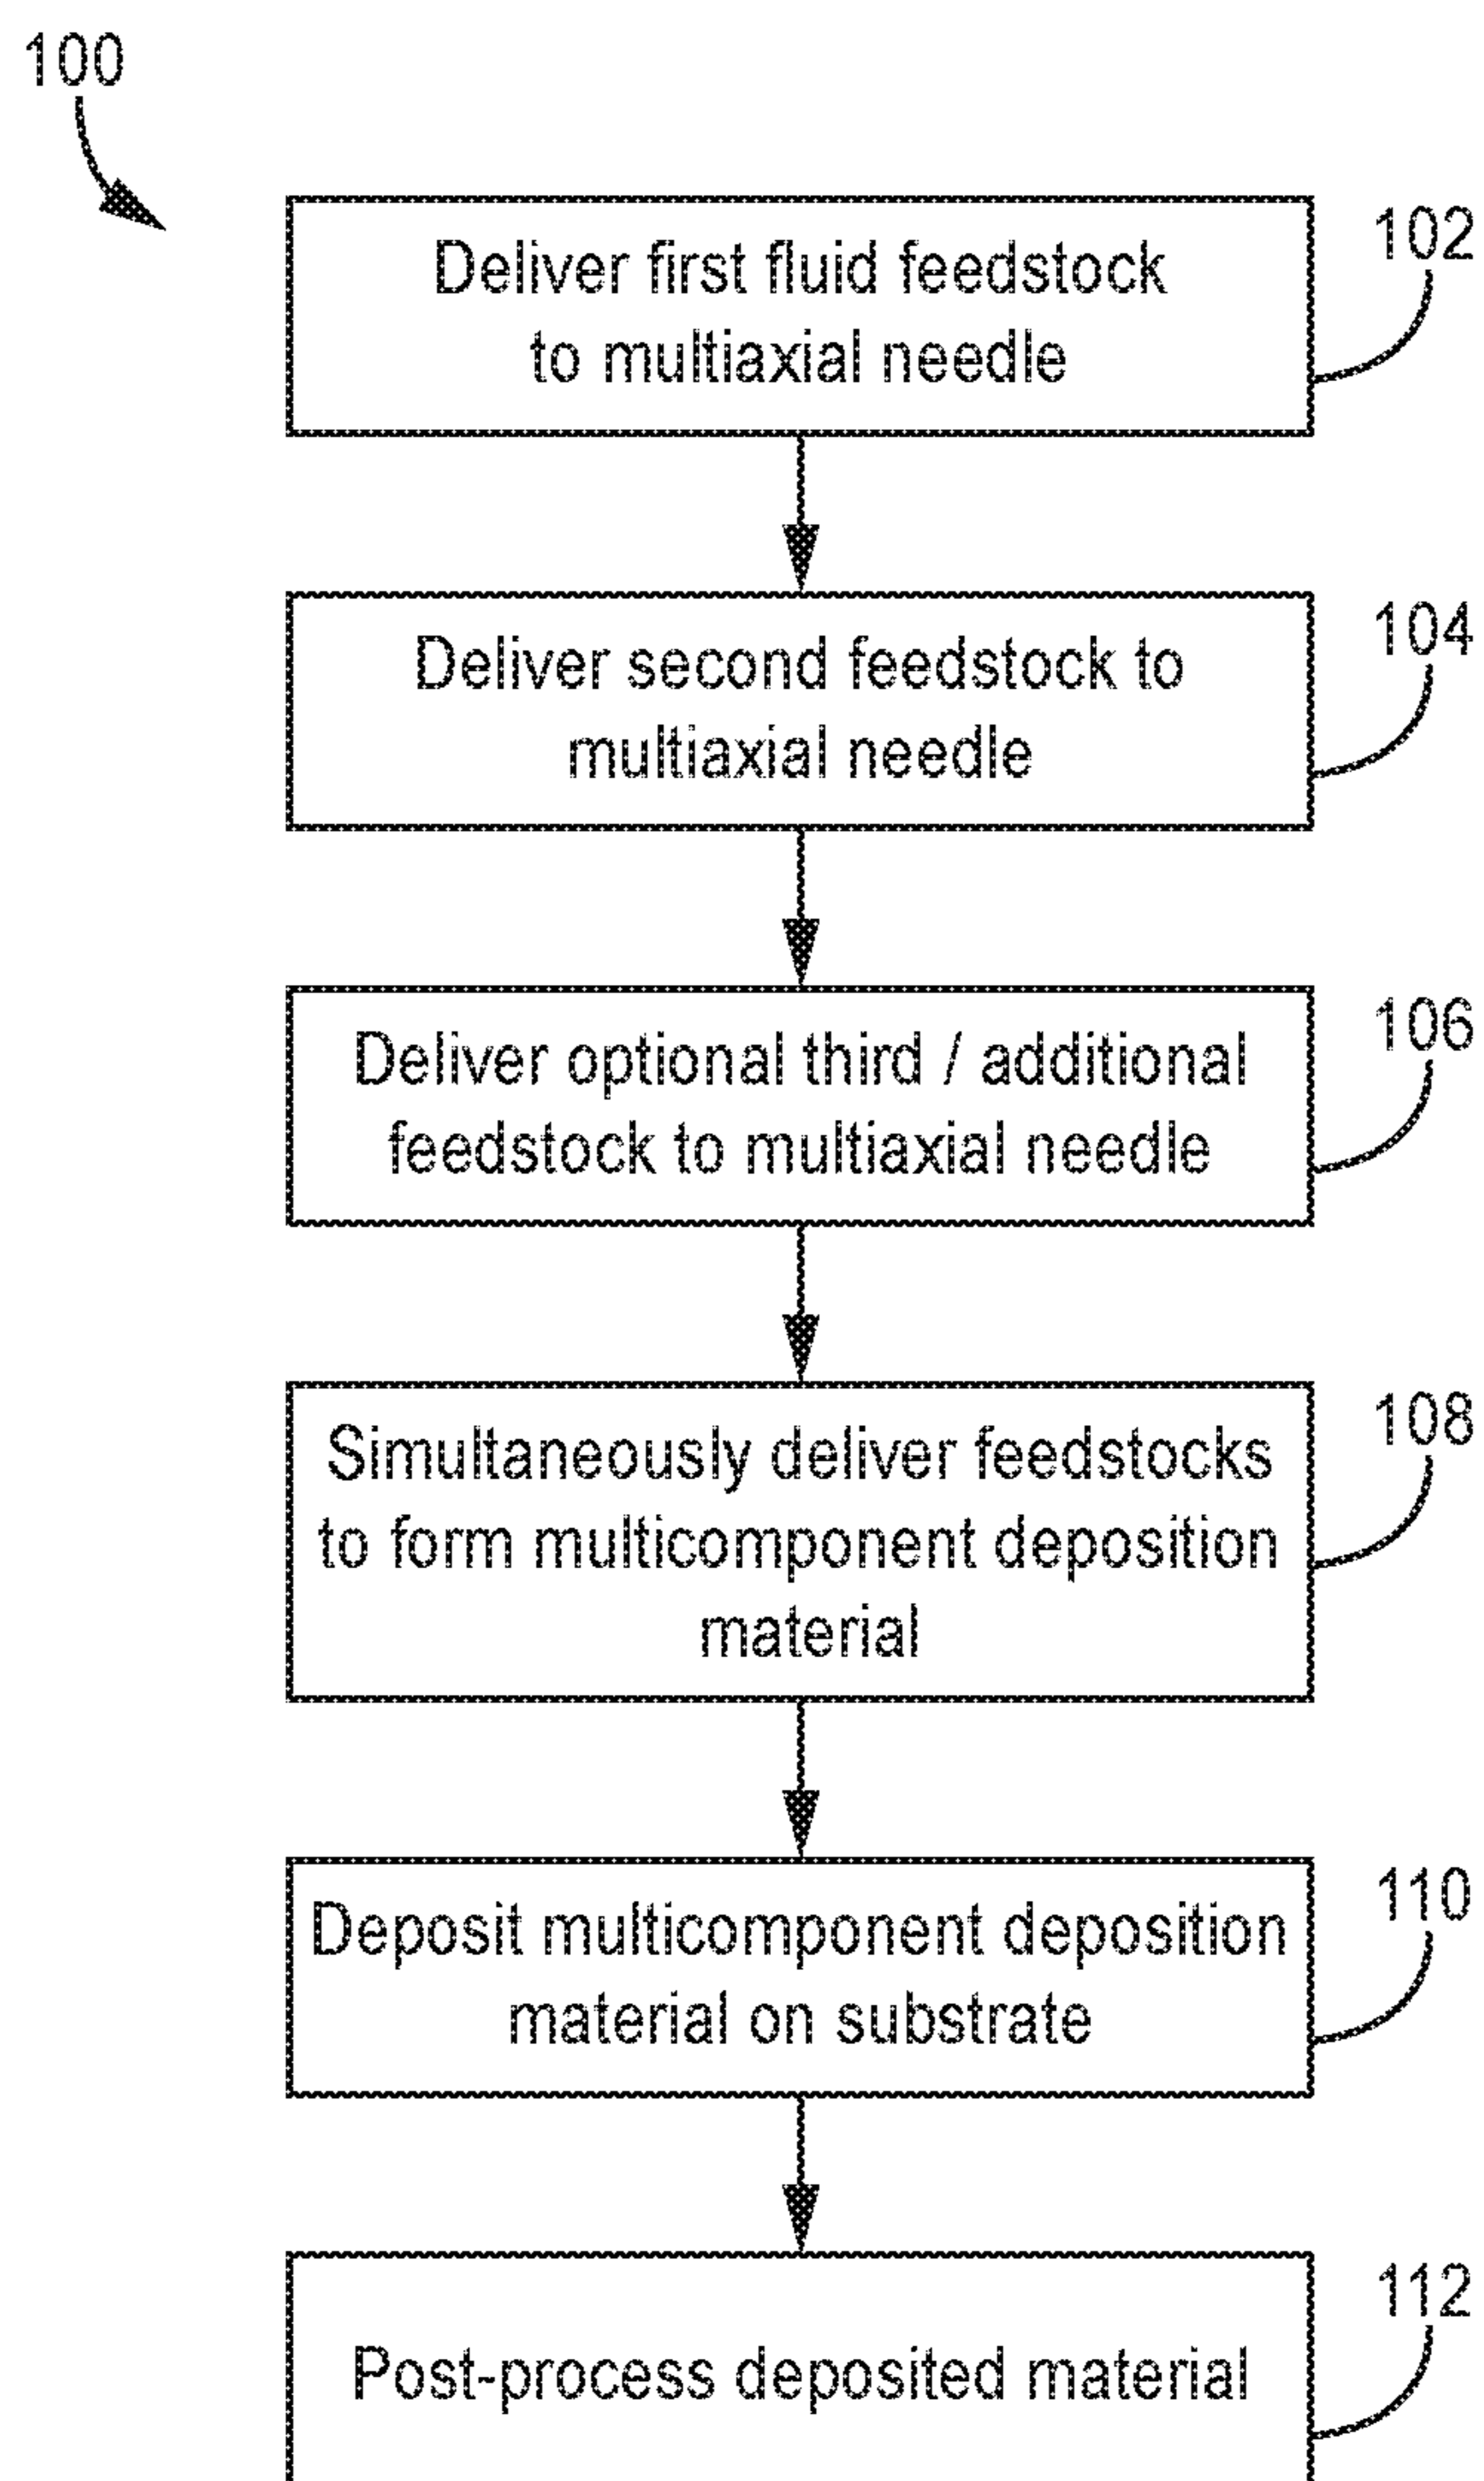 100
102
Deliver first fluid feedstock
to multiaxial needle
104
Deliver second feedstock to
multiaxial needle
106
Deliver optional third / additional
feedstock to multiaxial needle
108
Simultaneously deliver feedstocks
to form multicomponent deposition
material
110
Deposit multicomponent deposition
material on substrate
112
Post-process deposited material